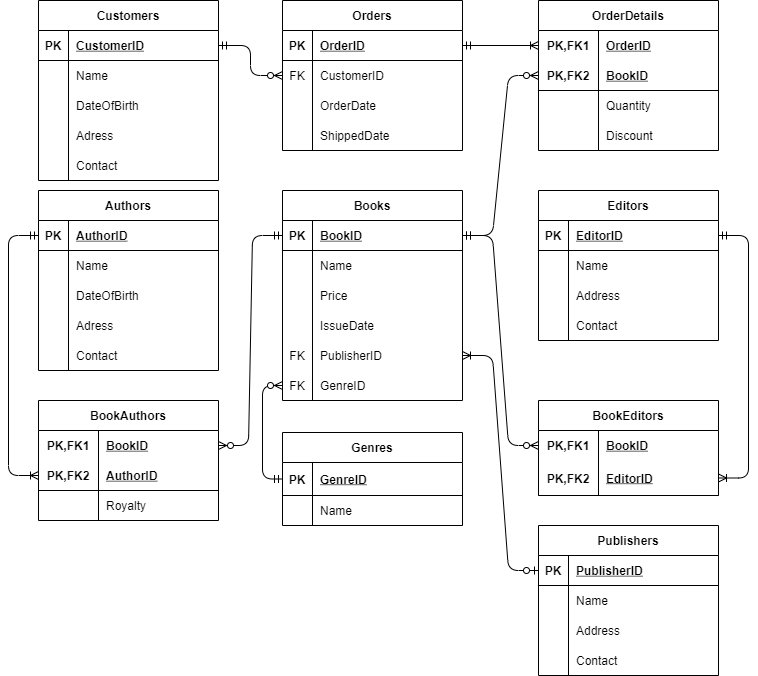 Customers
PK CustomerID
Name
DateOfBirth
Adress
Contact
Orders
PK OrderID
FK CustomerID
OrderDate
ShippedDate
OrderDetails
PK,FK1 OrderID
PK,FK2 BookID
Quantity
Discount
Authors
PK AuthorID
Name
DateOfBirth
Adress
Contact
Books
PK BookID
Name
Price
IssueDate
FK PublisherID
FK GenreID
Editors
PK EditorID
Name
Address
Contact
BookAuthors
PK,FK1 BookID
PK,FK2 AuthorID
Royalty
Genres
PK GenreID
Name
BookEditors
PK,FK1 BookID
PK,FK2 EditorID
Publishers
PK PublisherID
Name
Address
Contact